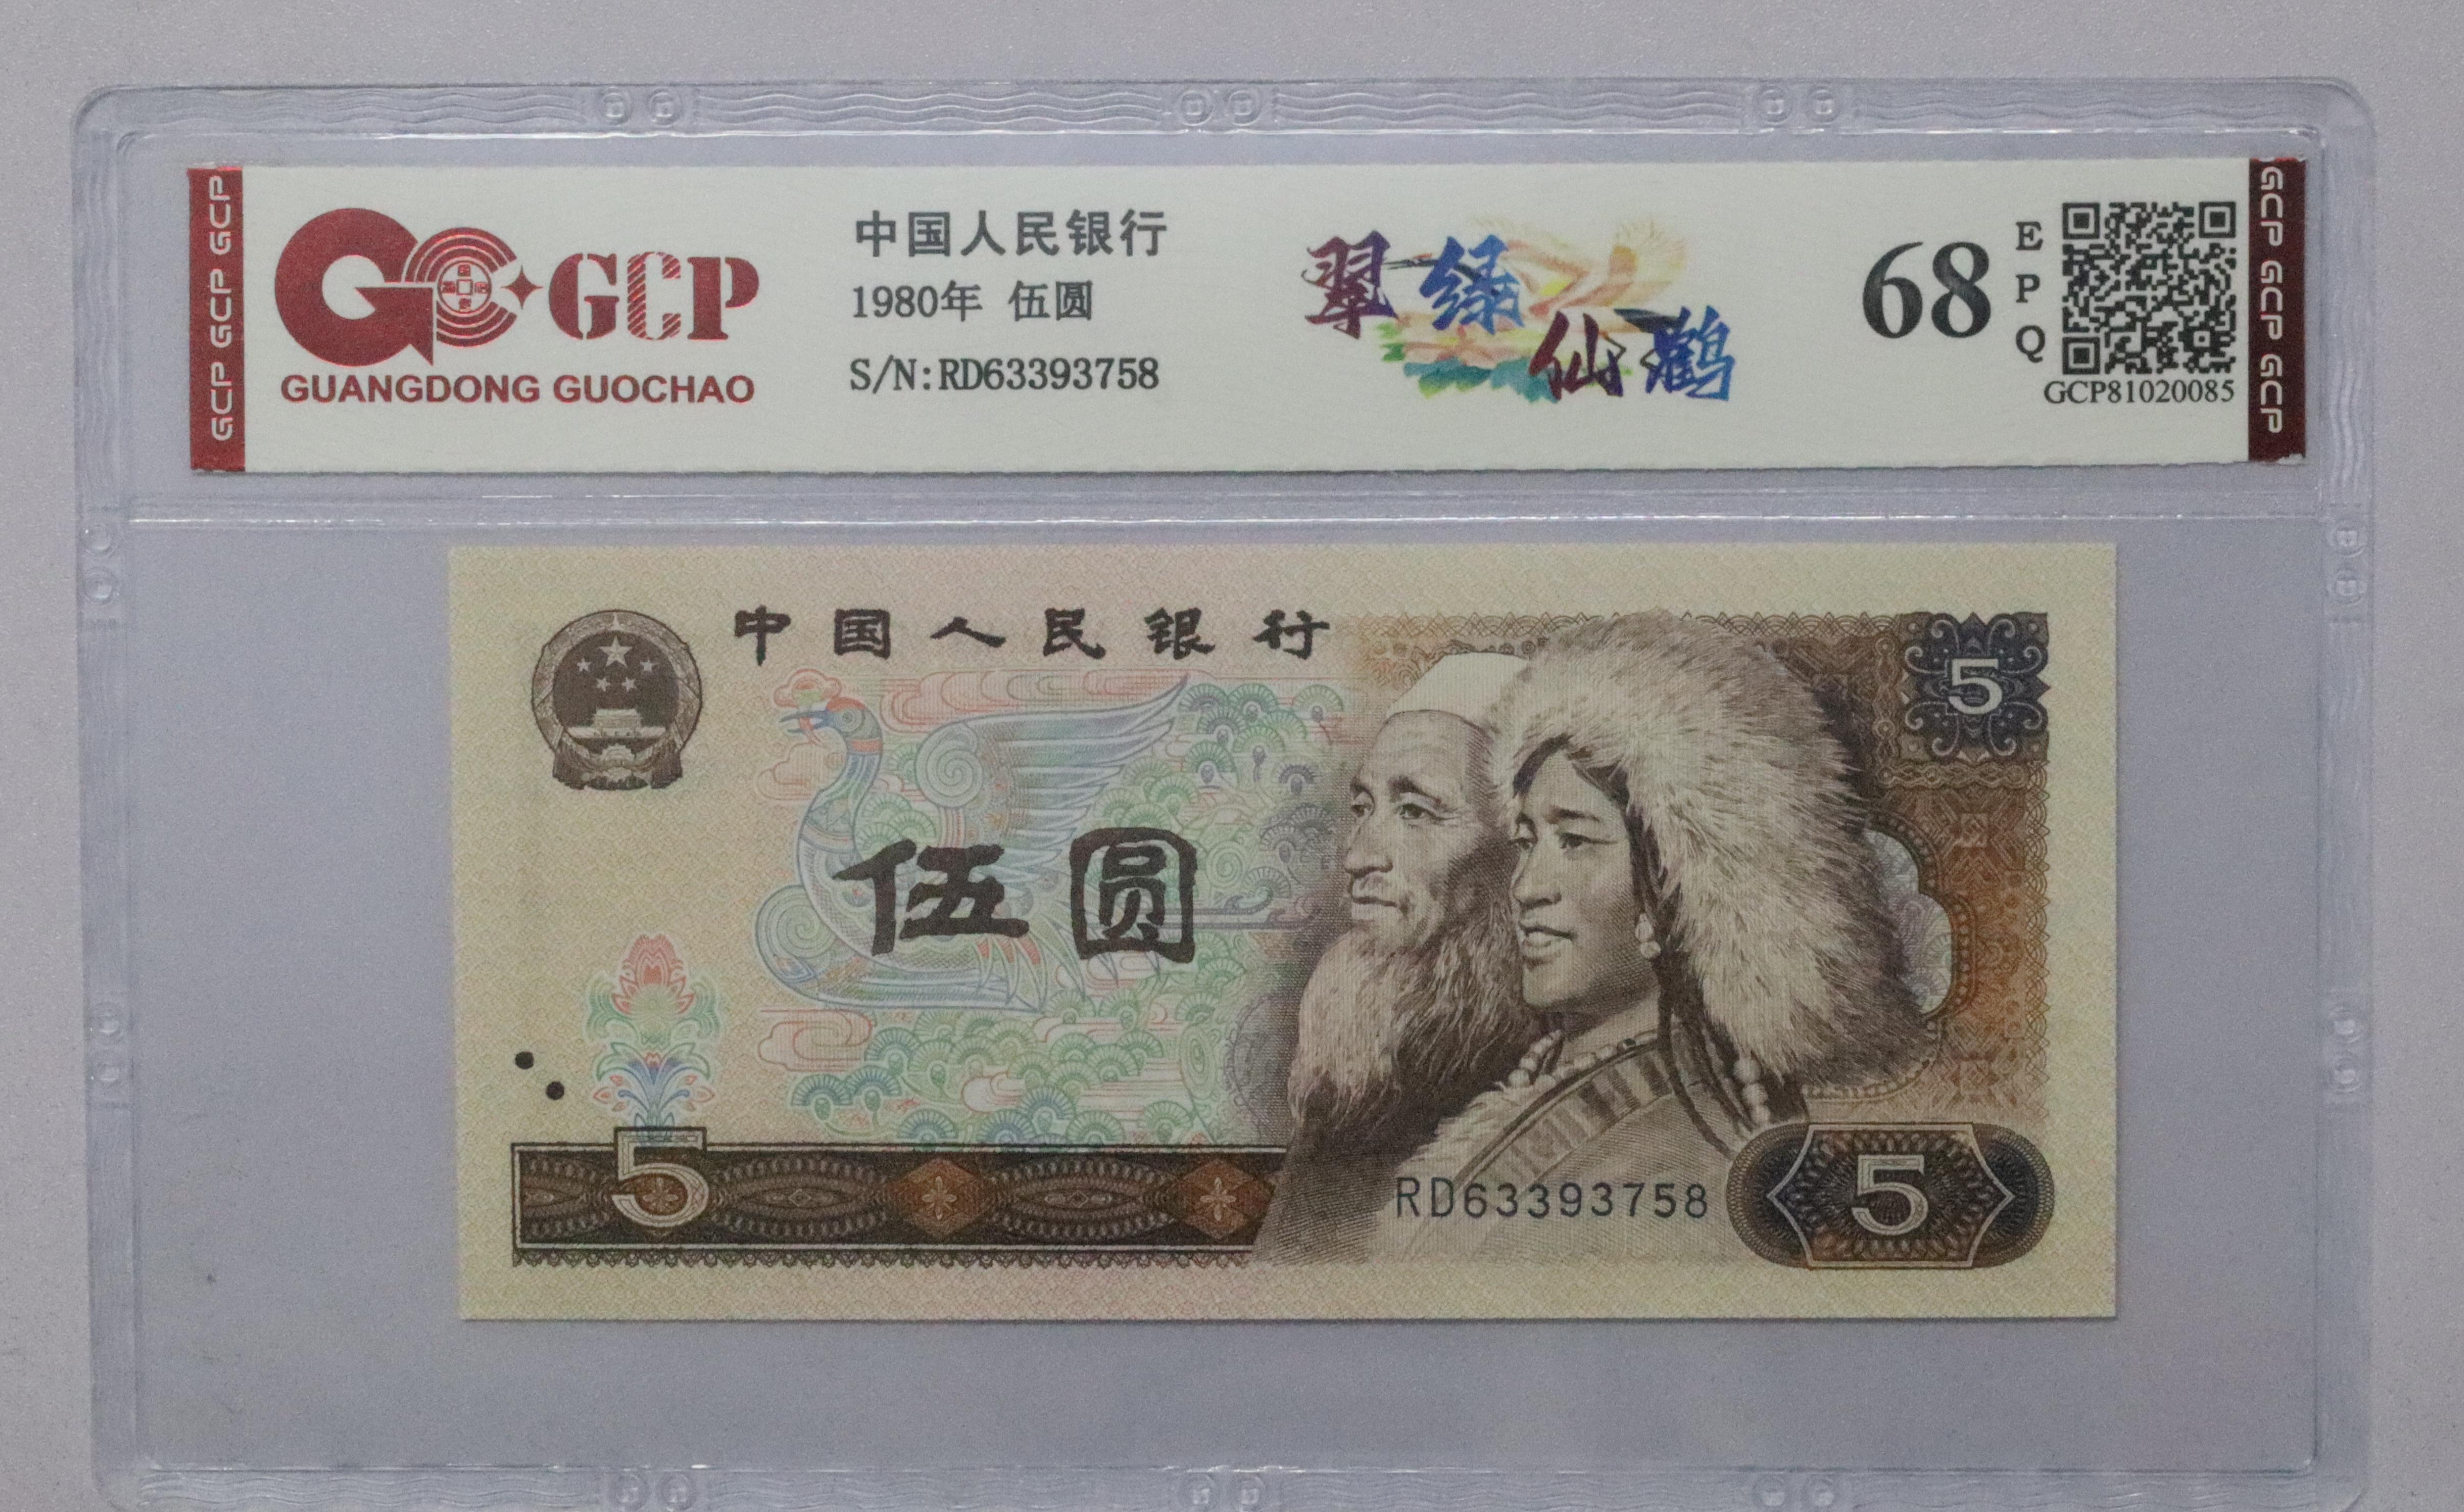 GCP GCP GCP
GCP
GUANGDONG GUOCHAO
中国人民银行
1980年 伍圆
S/N:RD63393758
翠绿
仙鹤
68
E
P
Q
GCP81020085
GCP GCP GCP
中国人民银行
5
伍圆
5
RD63393758
5